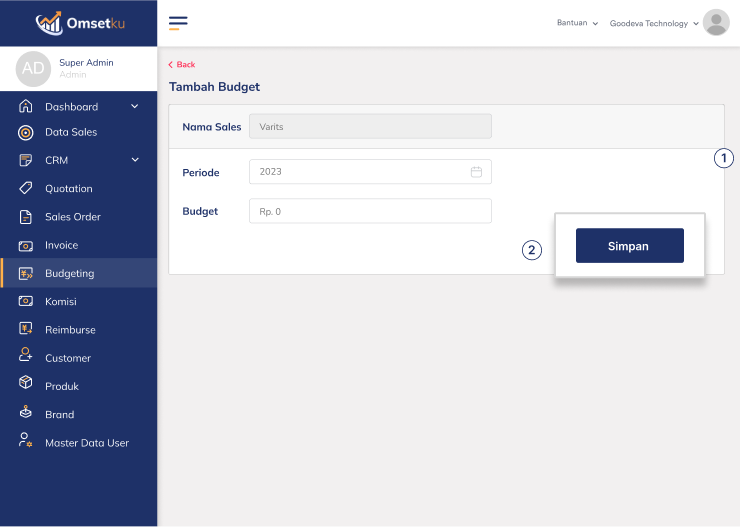 Omsetku
Bantuan
Goodeva Technology
AD
Super Admin
Admin
Back
Tambah Budget
Dashboard
Data Sales
CRM
Quotation
Sales Order
Invoice
Budgeting
Komisi
Reimburse
Customer
Produk
Brand
Master Data User
Nama Sales
Varits
1
Periode
2023
Budget
Rp. 0
2
Simpan